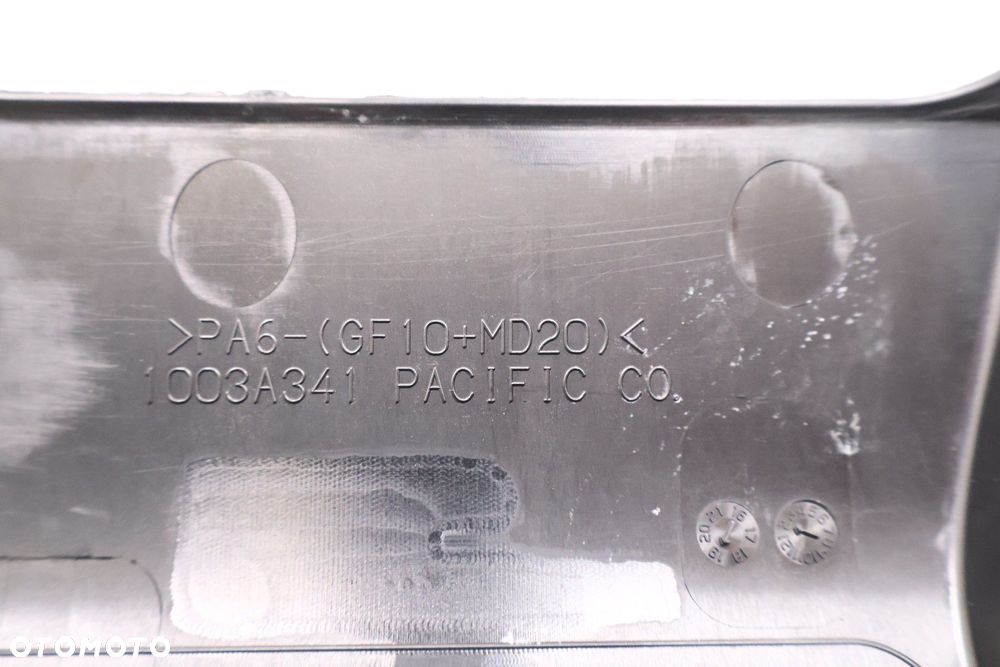 >PA6-(GF10+MD20)<
1003A341 PACIFIC CO.
OTOMOTO